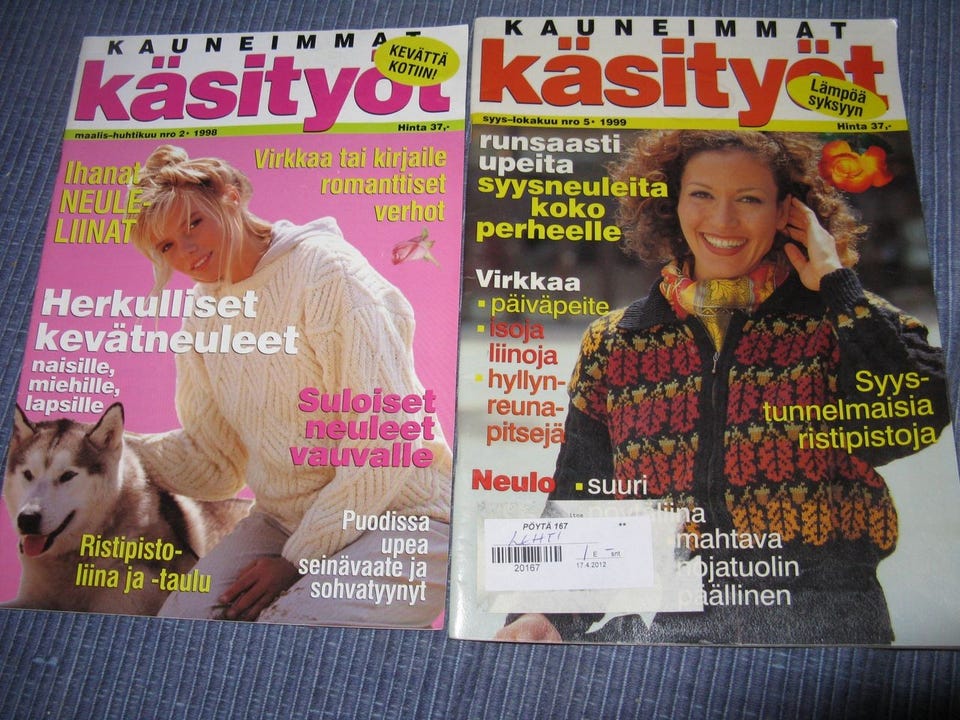 KAUNEIMMAT
käsityöt
KEVÄTTÄ
KOTIIN!
maalis-huhtikuu nro 2 • 1998
Hinta 37,-
Ihanat
NEULE-
LIINAT
Virkkaa tai kirjaile
romanttiset
verhot
Herkulliset
kevätneuleet
naisille,
miehille,
lapsille
Suloiset
neuleet
vauvalle
Ristipisto-
liina ja -taulu
Puodissa
upea
seinävaate ja
sohvatyynyt
KAUNEIMMAT
käsityöt
Lämpöä
syksyyn
syys-lokakuu nro 5 • 1999
Hinta 37,-
runsaasti
upeita
syysneuleita
koko
perheelle
Virkkaa
▪ päiväpeite
▪ isoja
liinoja
▪ hyllyn-
reuna-
pitsejä
Syys-
tunnelmaisia
ristipistoja
Neulo ▪ suuri
pöytäliina
▪ mahtava
nojatuolin
päällinen
PÖYTÄ 167 **
LEHTI
1 E - snt
20167 17.4.2012